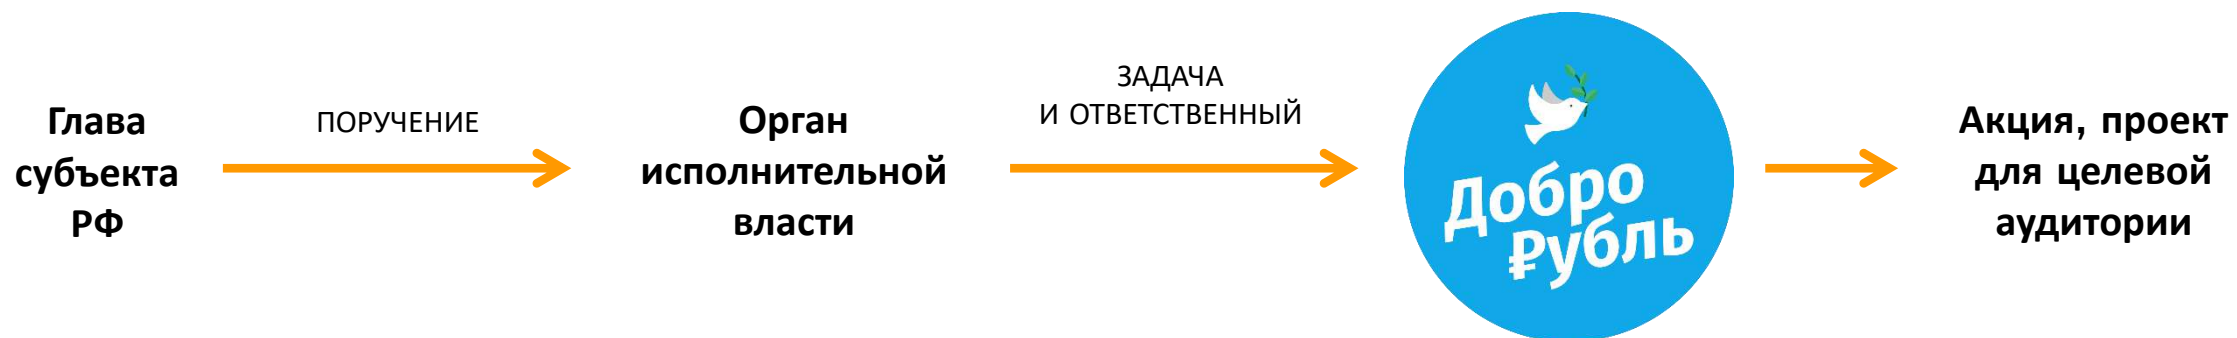 Глава
субъекта
РФ
ПОРУЧЕНИЕ
Орган
исполнительной
власти
ЗАДАЧА
И ОТВЕТСТВЕННЫЙ
Добро
₽убль
Акция, проект
для целевой
аудитории